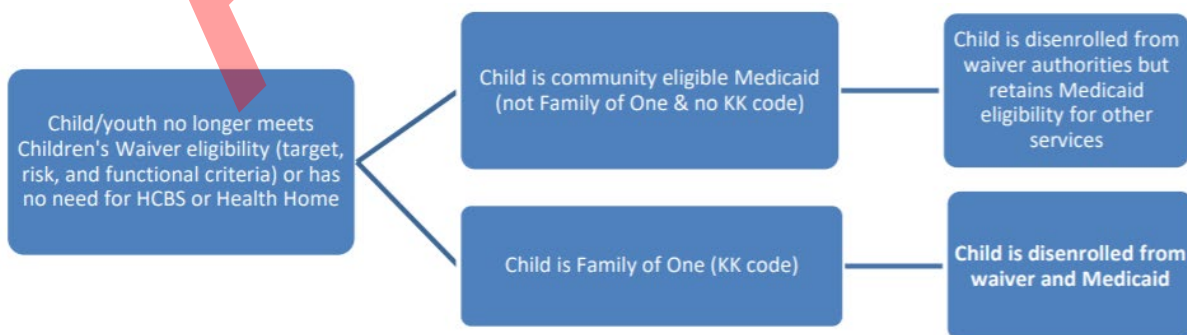 Child/youth no longer meets
Children's Waiver eligibility (target,
risk, and functional criteria) or has
no need for HCBS or Health Home
Child is community eligible Medicaid
(not Family of One & no KK code)
Child is disenrolled from
waiver authorities but
retains Medicaid
eligibility for other
services
Child is Family of One (KK code)
Child is disenrolled from
waiver and Medicaid